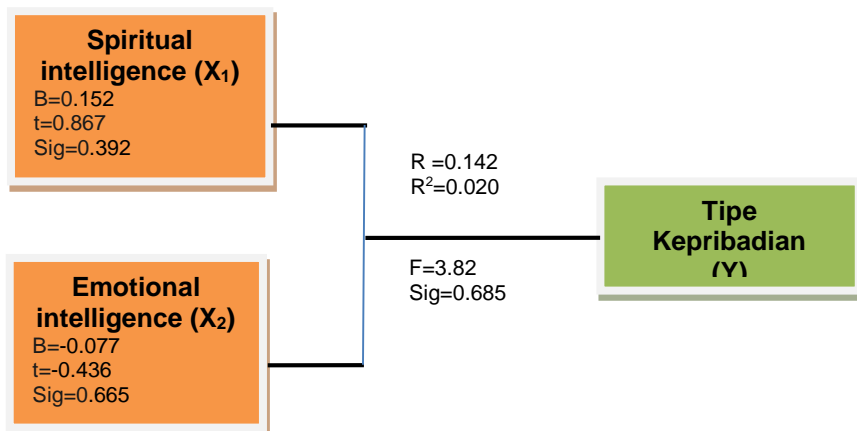 Spiritual
intelligence (X₁)
B=0.152
t=0.867
Sig=0.392
R =0.142
R²=0.020
Tipe
Kepribadian
(Y)
F=3.82
Sig=0.685
Emotional
intelligence (X₂)
B=-0.077
t=-0.436
Sig=0.665